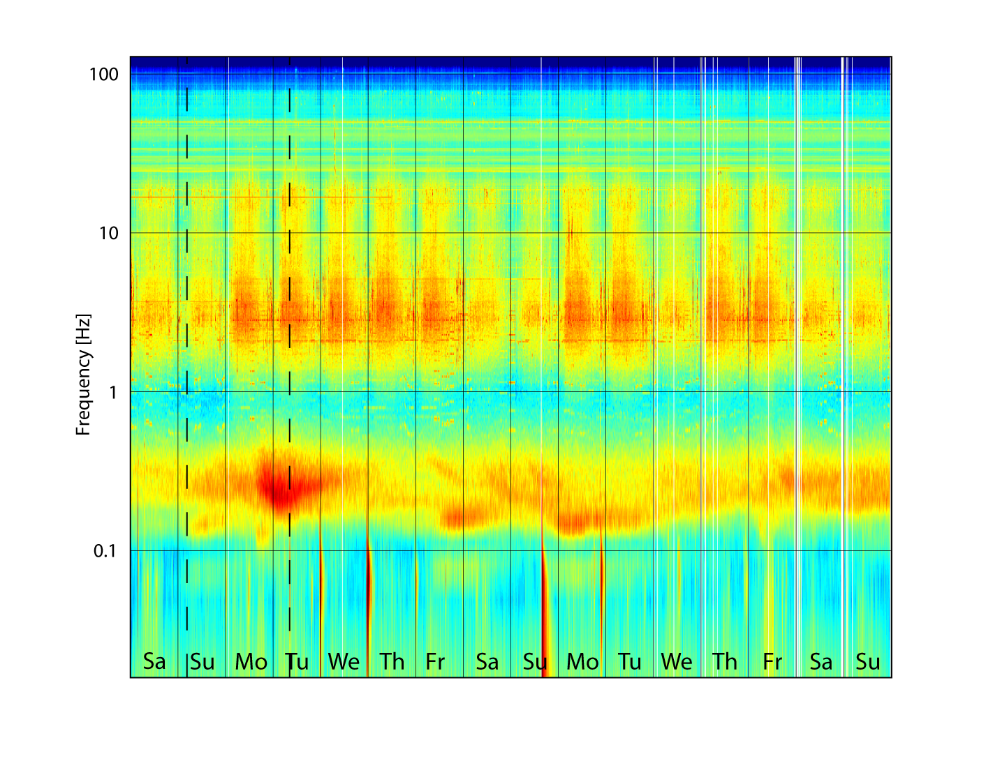 100
10
1
0.1
Frequency [Hz]
Sa Su Mo Tu We Th Fr Sa Su Mo Tu We Th Fr Sa Su